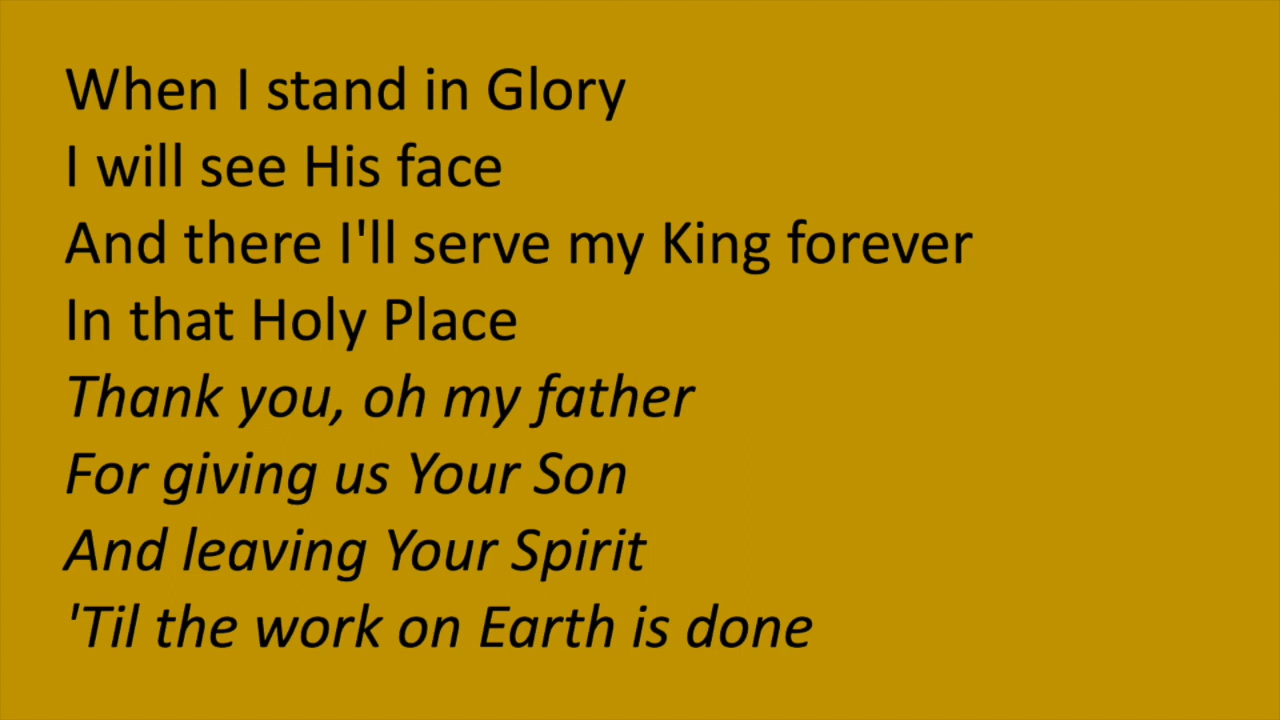 When I stand in Glory
I will see His face
And there I'll serve my King forever
In that Holy Place
Thank you, oh my father
For giving us Your Son
And leaving Your Spirit
'Til the work on Earth is done